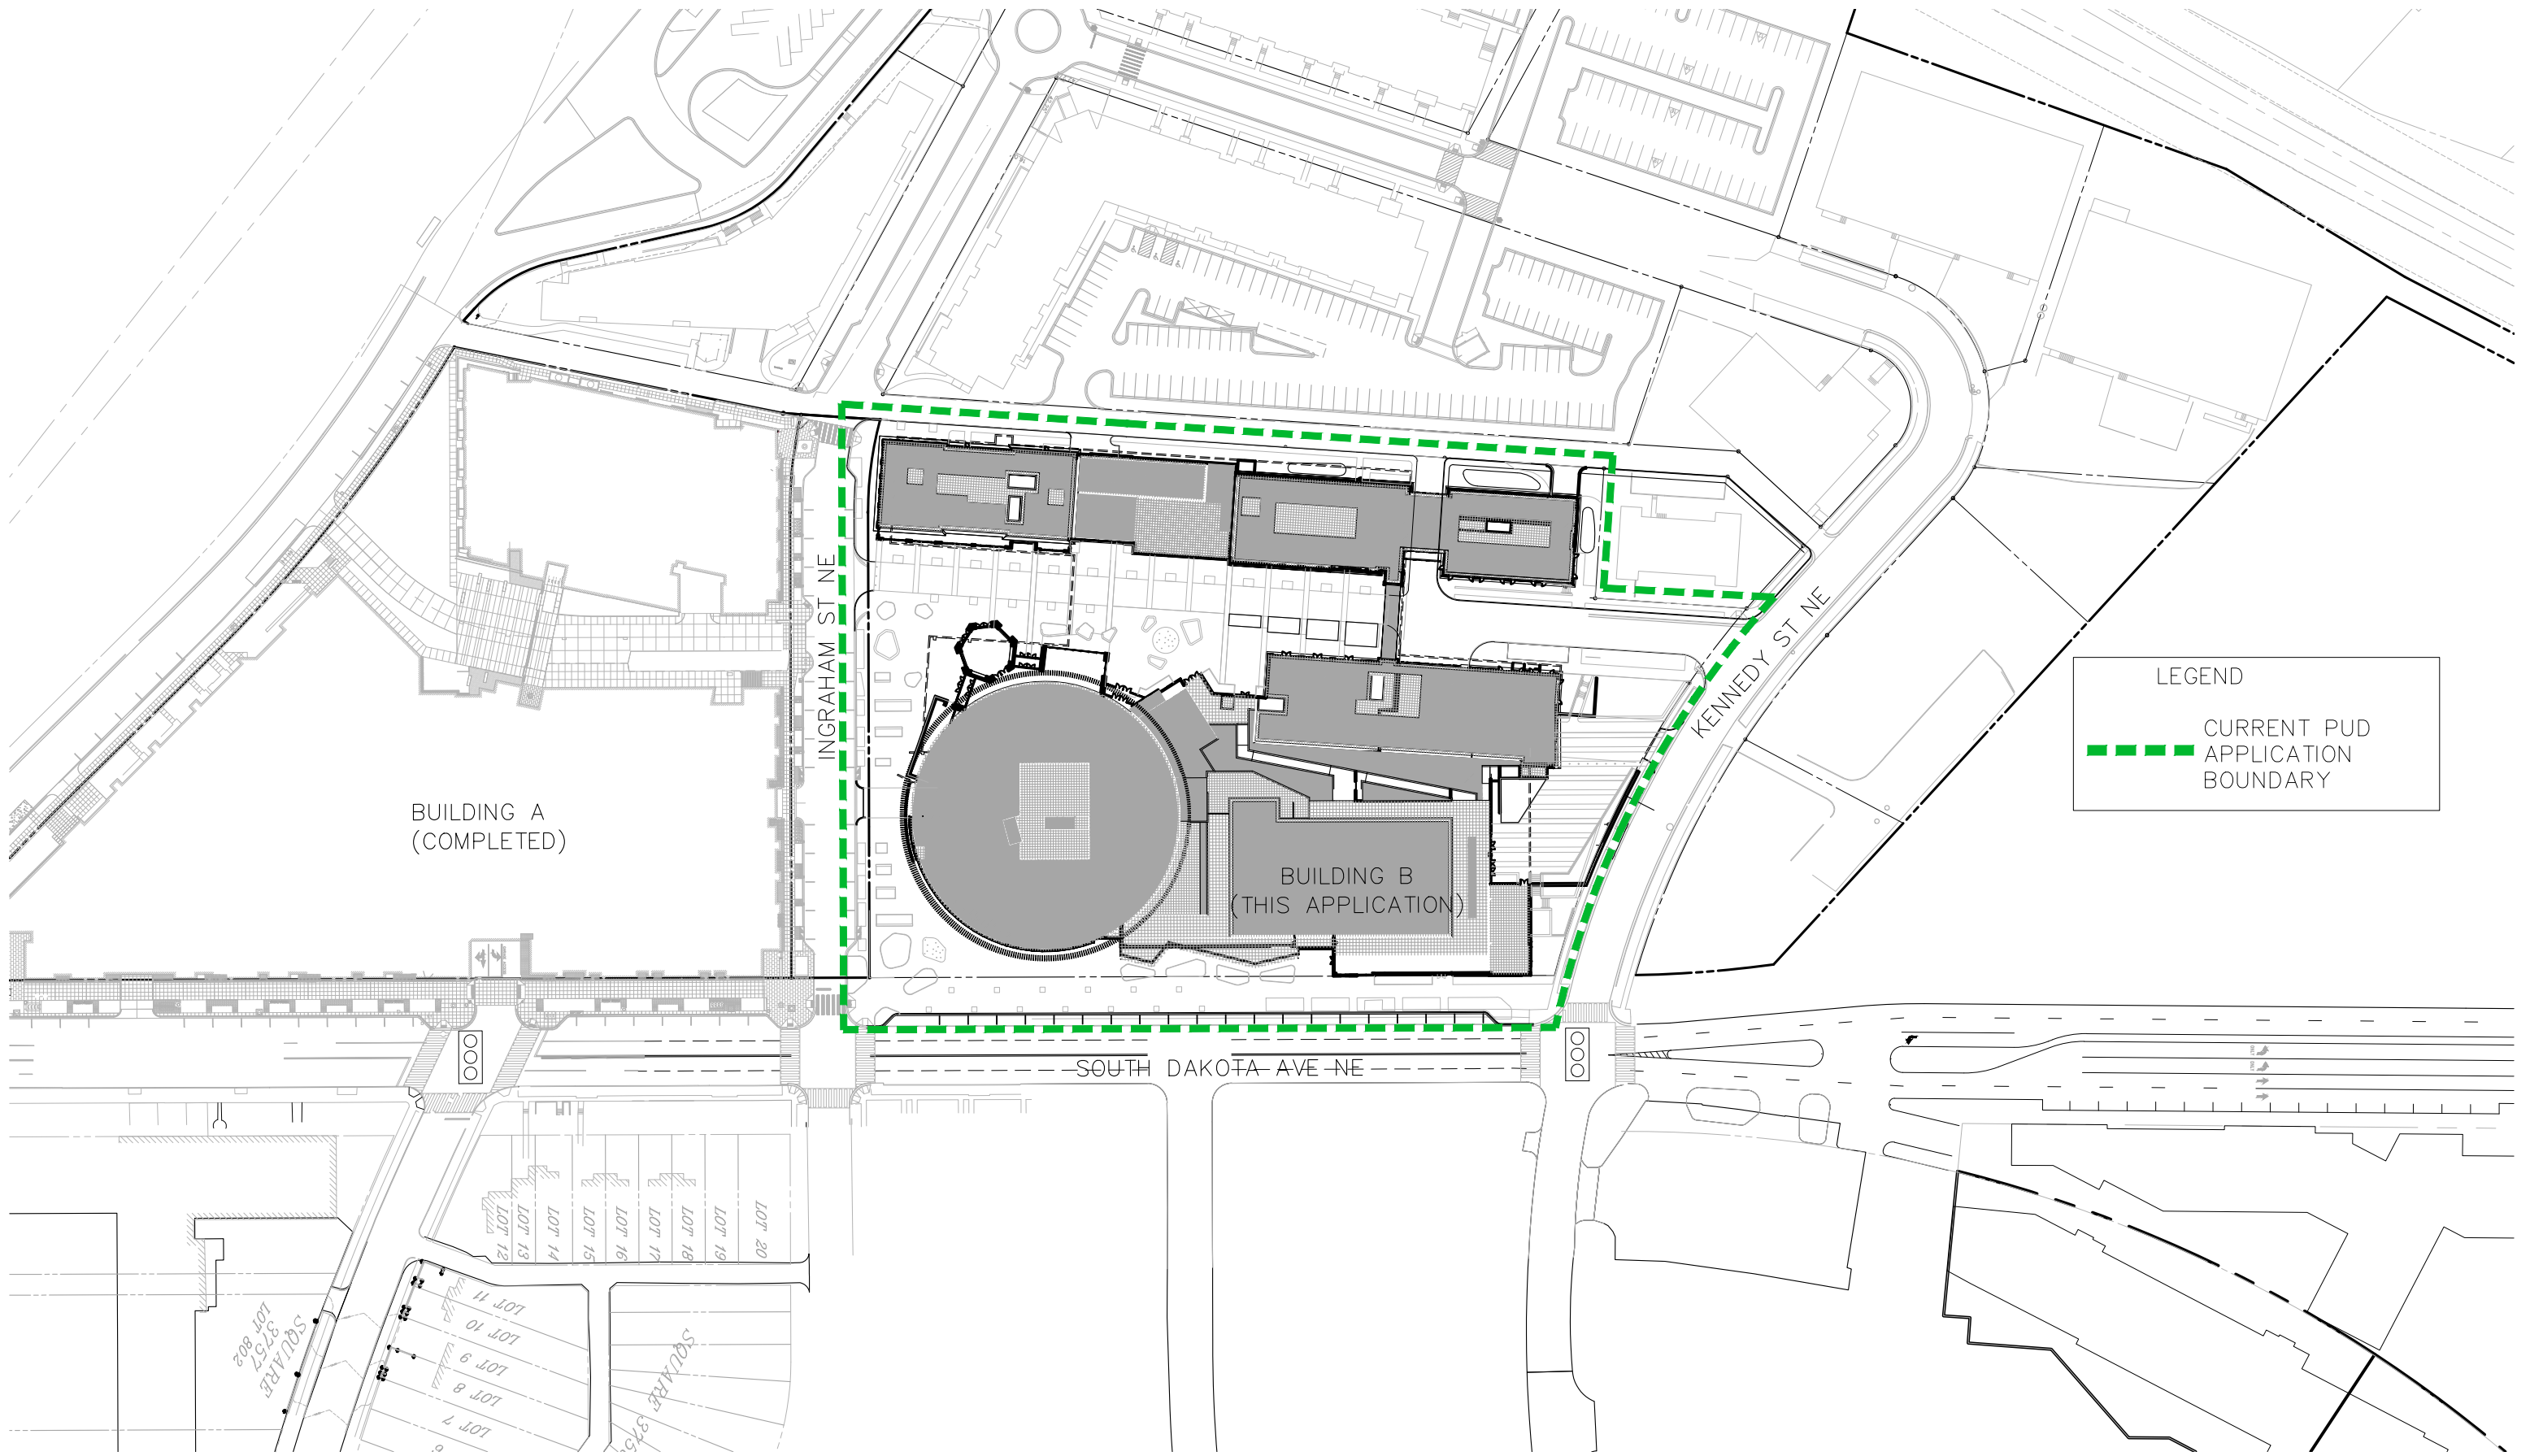 INGRAHAM ST NE
KENNEDY ST NE
LEGEND
CURRENT PUD
APPLICATION
BOUNDARY
BUILDING A
(COMPLETED)
BUILDING B
(THIS APPLICATION)
SOUTH DAKOTA AVE NE
LOT 12
LOT 13
LOT 14
LOT 15
LOT 16
LOT 17
LOT 18
LOT 19
LOT 20
LOT 11
LOT 10
LOT 9
LOT 8
LOT 7
SQUARE
3757
LOT 802